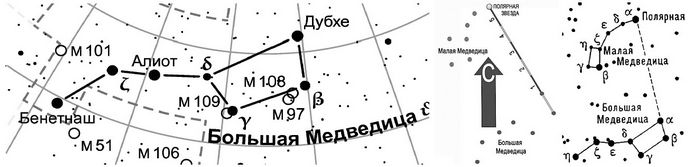 Дубхе
M 101
Алиот
δ
M 108
ζ
β
M 109
γ
M 97
Бенетнаш
Большая Медведица
M 51
M 106
ПОЛЯРНАЯ
ЗВЕЗДА
Малая
Медведица
С
Большая
Медведица
α
δ
Полярная
ε
ζ
η
Малая
Медведица
γ
β
Большая
Медведица
α
δ
ε
ζ
η
β
γ